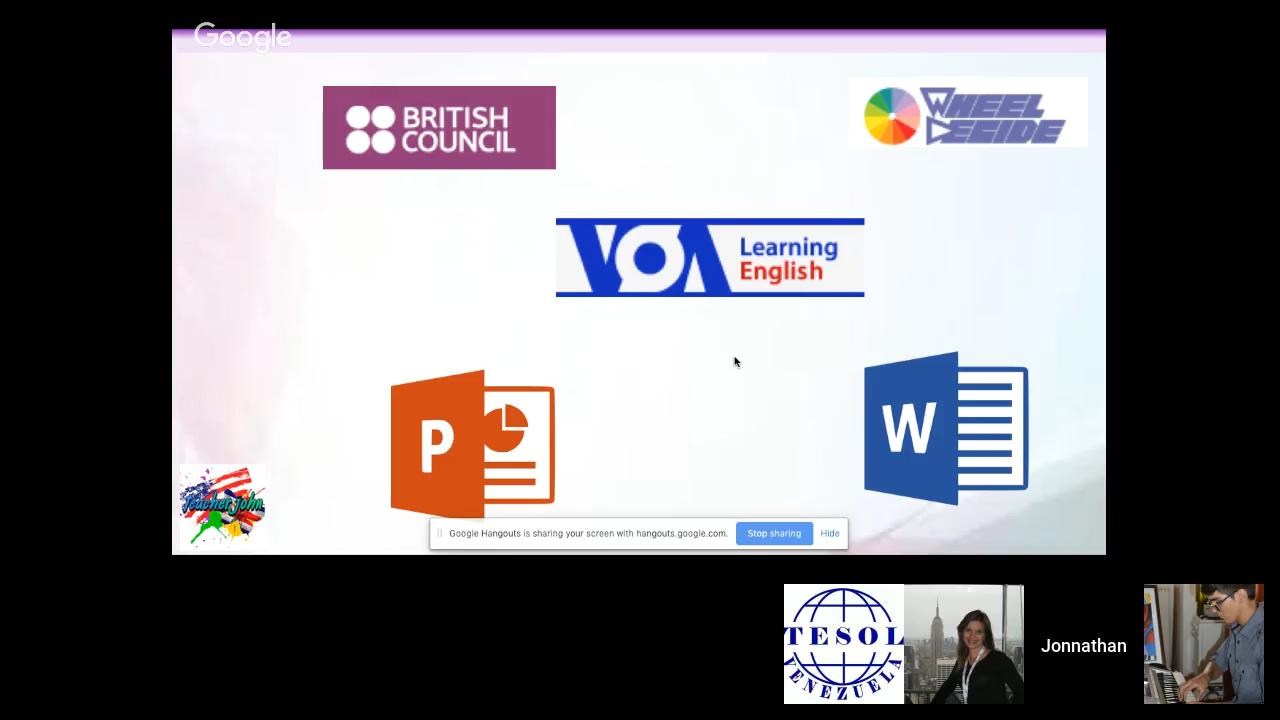 Google
BRITISH
COUNCIL
WHEEL
DECIDE
VOA
Learning
English
P
W
Teacher John
Google Hangouts is sharing your screen with hangouts.google.com.
Stop sharing
Hide
TESOL
VENEZUELA
Jonnathan